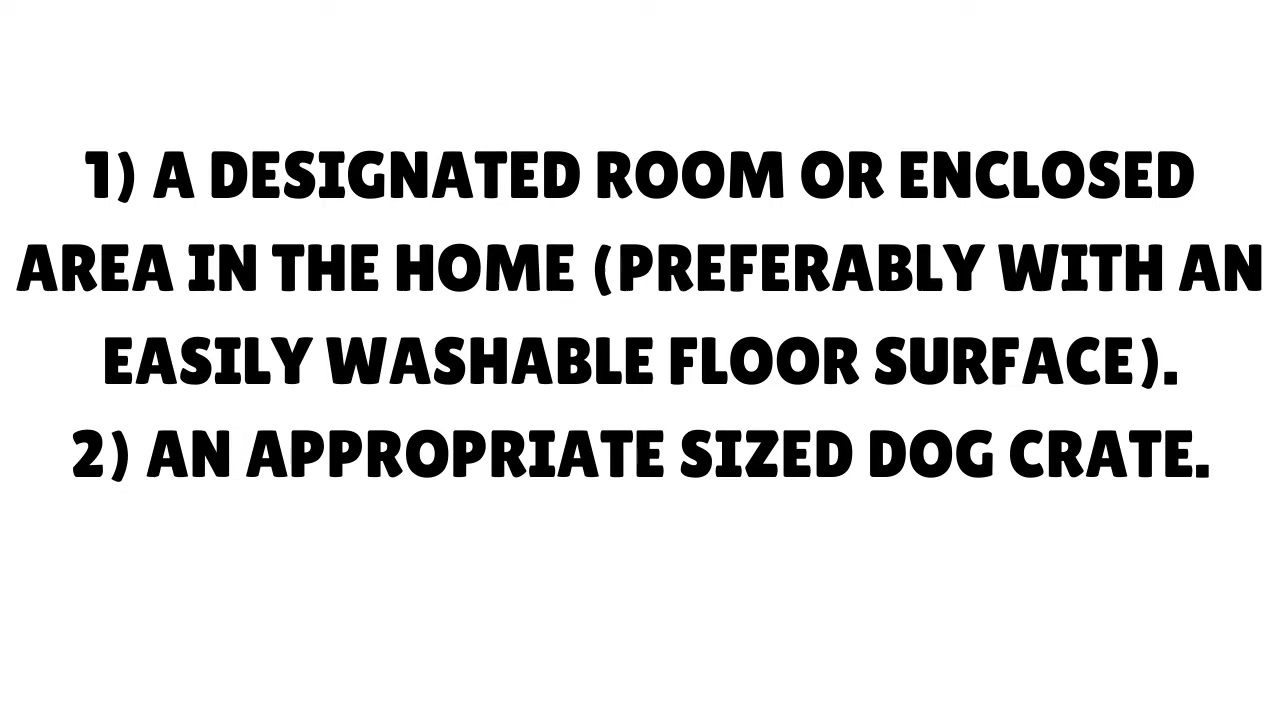 1) A DESIGNATED ROOM OR ENCLOSED
AREA IN THE HOME (PREFERABLY WITH AN
EASILY WASHABLE FLOOR SURFACE).
2) AN APPROPRIATE SIZED DOG CRATE.